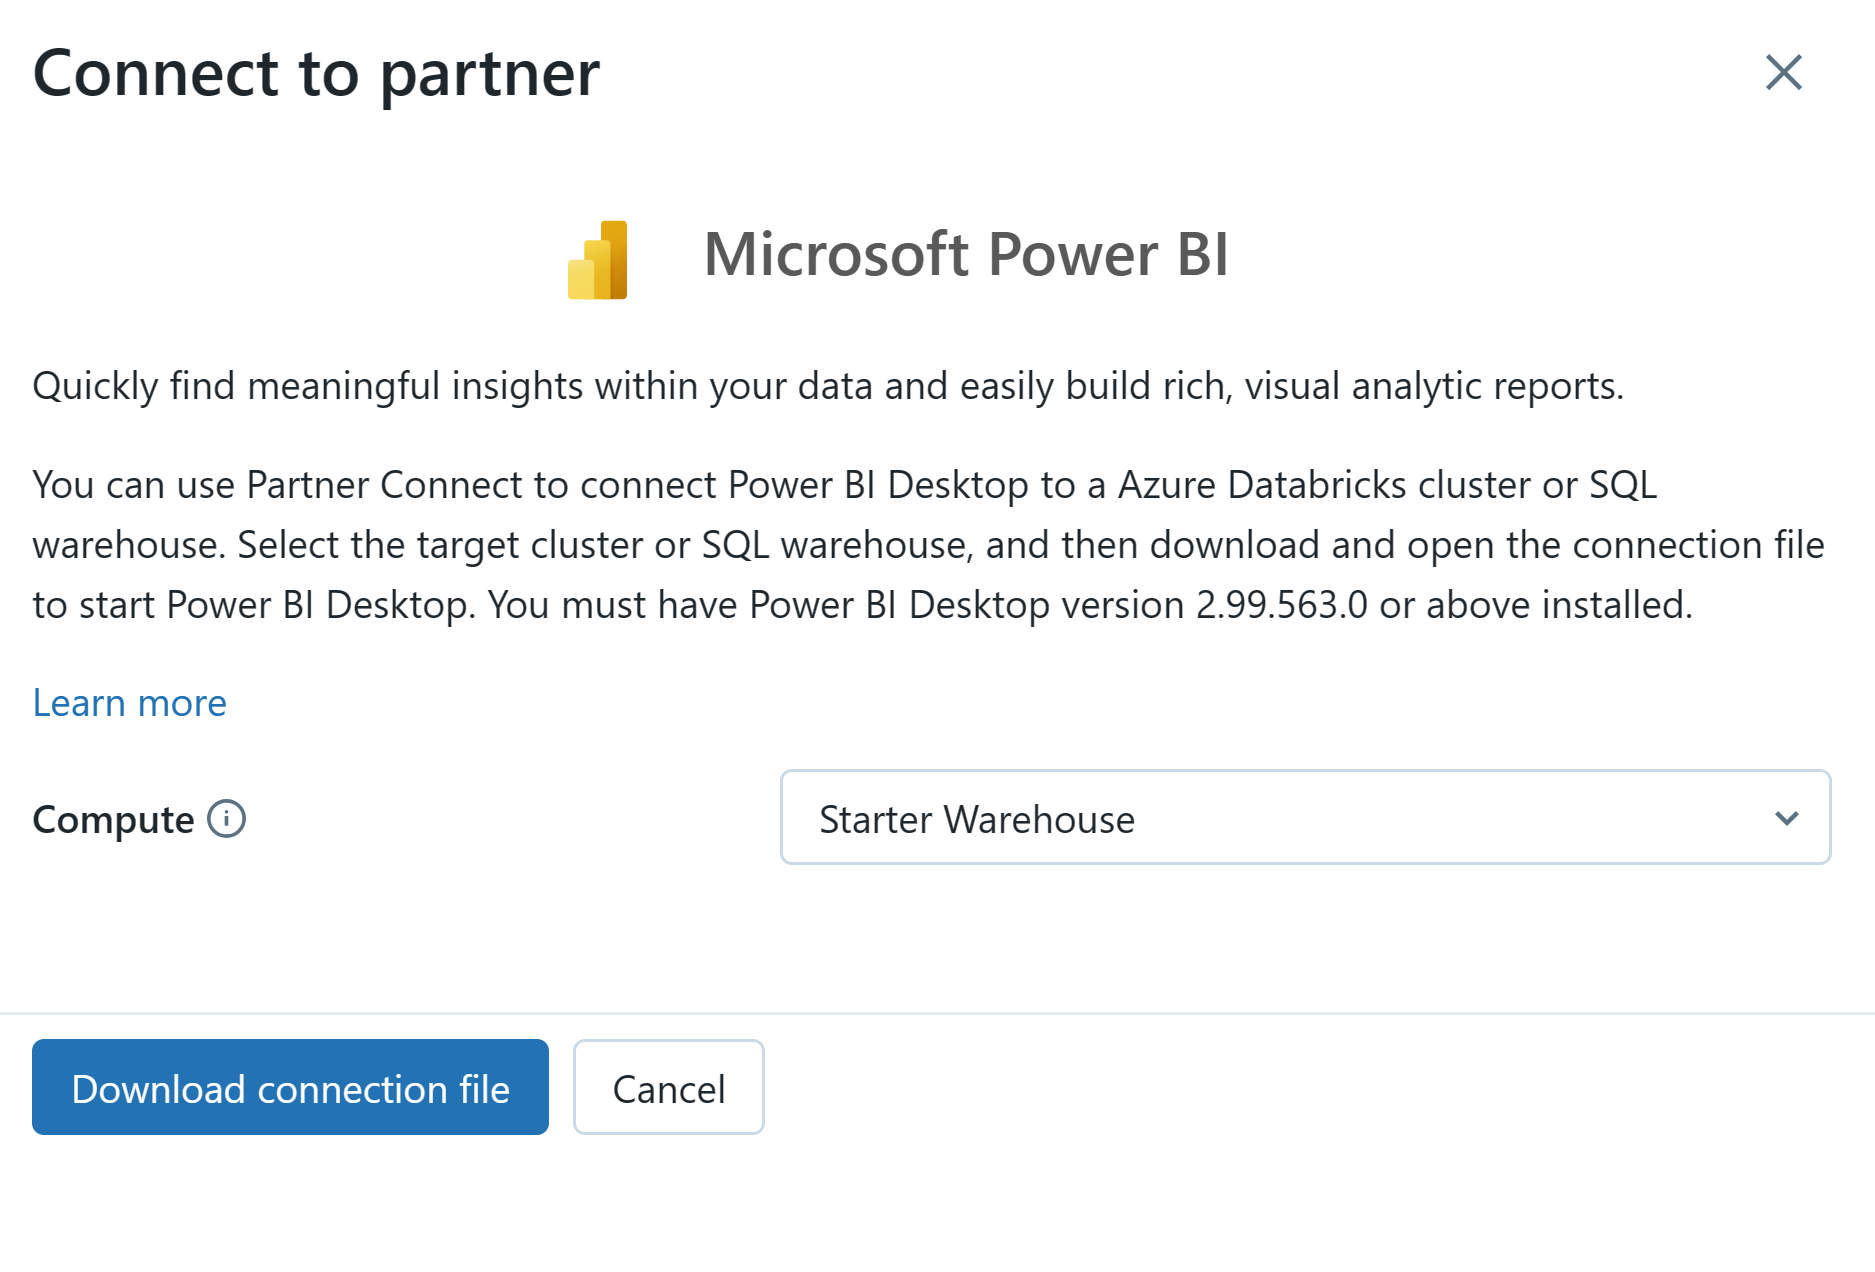 Connect to partner
Microsoft Power BI
Quickly find meaningful insights within your data and easily build rich, visual analytic reports.
You can use Partner Connect to connect Power BI Desktop to a Azure Databricks cluster or SQL
warehouse. Select the target cluster or SQL warehouse, and then download and open the connection file
to start Power BI Desktop. You must have Power BI Desktop version 2.99.563.0 or above installed.
Learn more
Compute
Starter Warehouse
Download connection file
Cancel